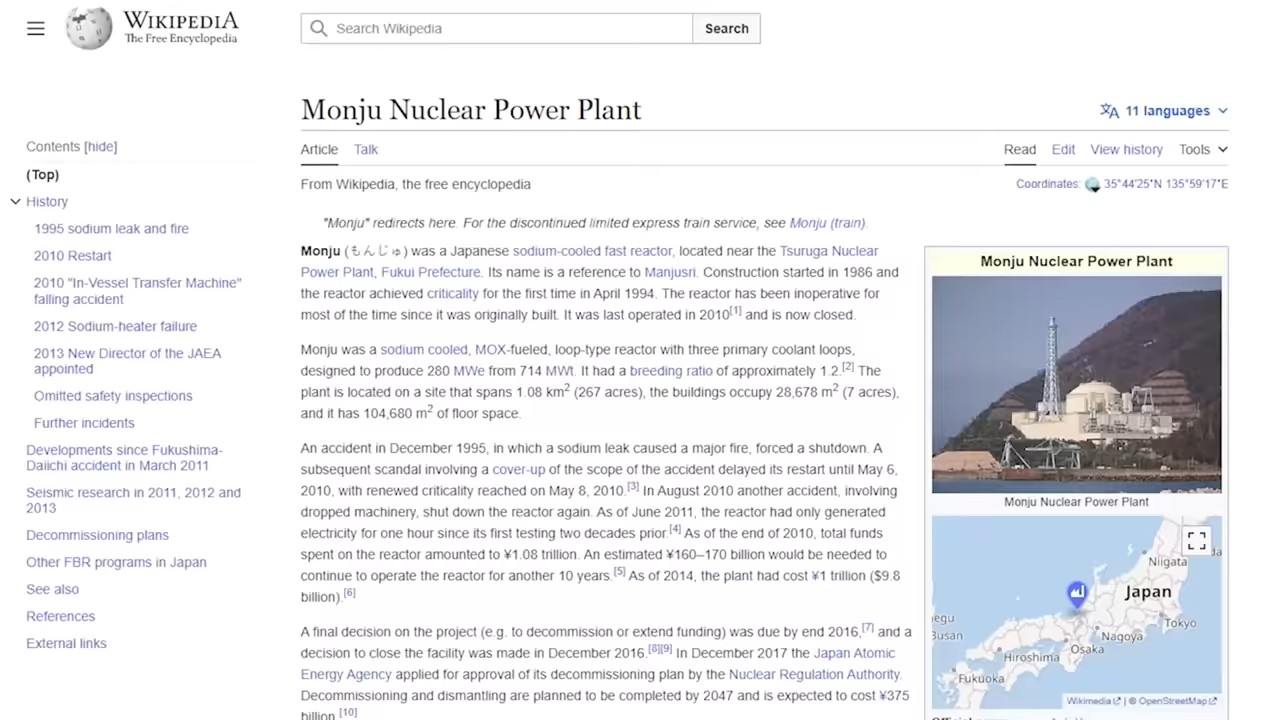 WIKIPEDIA
The Free Encyclopedia
Search Wikipedia
Search
Monju Nuclear Power Plant
11 languages
Contents [hide]
(Top)
History
1995 sodium leak and fire
2010 Restart
2010 "In-Vessel Transfer Machine"
falling accident
2012 Sodium-heater failure
2013 New Director of the JAEA
appointed
Omitted safety inspections
Further incidents
Developments since Fukushima-
Daiichi accident in March 2011
Seismic research in 2011, 2012 and
2013
Decommissioning plans
Other FBR programs in Japan
See also
References
External links
Article Talk
Read Edit View history Tools
From Wikipedia, the free encyclopedia
Coordinates: 35°44′25″N 135°59′17″E
"Monju" redirects here. For the discontinued limited express train service, see Monju (train).
Monju (もんじゅ) was a Japanese sodium-cooled fast reactor, located near the Tsuruga Nuclear
Power Plant, Fukui Prefecture. Its name is a reference to Manjusri. Construction started in 1986 and
the reactor achieved criticality for the first time in April 1994. The reactor has been inoperative for
most of the time since it was originally built. It was last operated in 2010[1] and is now closed.
Monju was a sodium cooled, MOX-fueled, loop-type reactor with three primary coolant loops,
designed to produce 280 MWe from 714 MWt. It had a breeding ratio of approximately 1.2.[2] The
plant is located on a site that spans 1.08 km2 (267 acres), the buildings occupy 28,678 m2 (7 acres),
and it has 104,680 m2 of floor space.
An accident in December 1995, in which a sodium leak caused a major fire, forced a shutdown. A
subsequent scandal involving a cover-up of the scope of the accident delayed its restart until May 6,
2010, with renewed criticality reached on May 8, 2010.[3] In August 2010 another accident, involving
dropped machinery, shut down the reactor again. As of June 2011, the reactor had only generated
electricity for one hour since its first testing two decades prior.[4] As of the end of 2010, total funds
spent on the reactor amounted to ¥1.08 trillion. An estimated ¥160–170 billion would be needed to
continue to operate the reactor for another 10 years.[5] As of 2014, the plant had cost ¥1 trillion ($9.8
billion).[6]
A final decision on the project (e.g. to decommission or extend funding) was due by end 2016,[7] and a
decision to close the facility was made in December 2016.[8][9] In December 2017 the Japan Atomic
Energy Agency applied for approval of its decommissioning plan by the Nuclear Regulation Authority.
Decommissioning and dismantling are planned to be completed by 2047 and is expected to cost ¥375
billion.[10]
Monju Nuclear Power Plant
Monju Nuclear Power Plant
Niigata
Japan
Tokyo
Nagoya
Osaka
Hiroshima
Fukuoka
Busan
Wikimedia | © OpenStreetMap